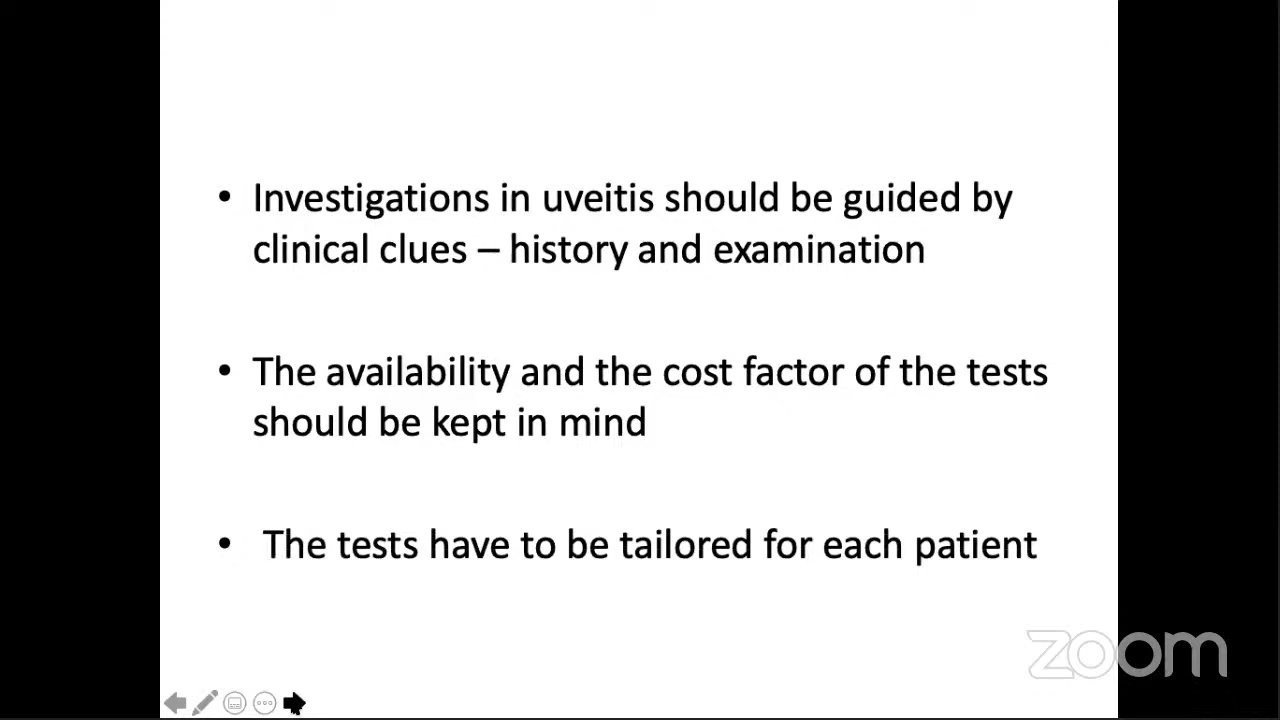 • Investigations in uveitis should be guided by
clinical clues – history and examination
• The availability and the cost factor of the tests
should be kept in mind
• The tests have to be tailored for each patient
zoom